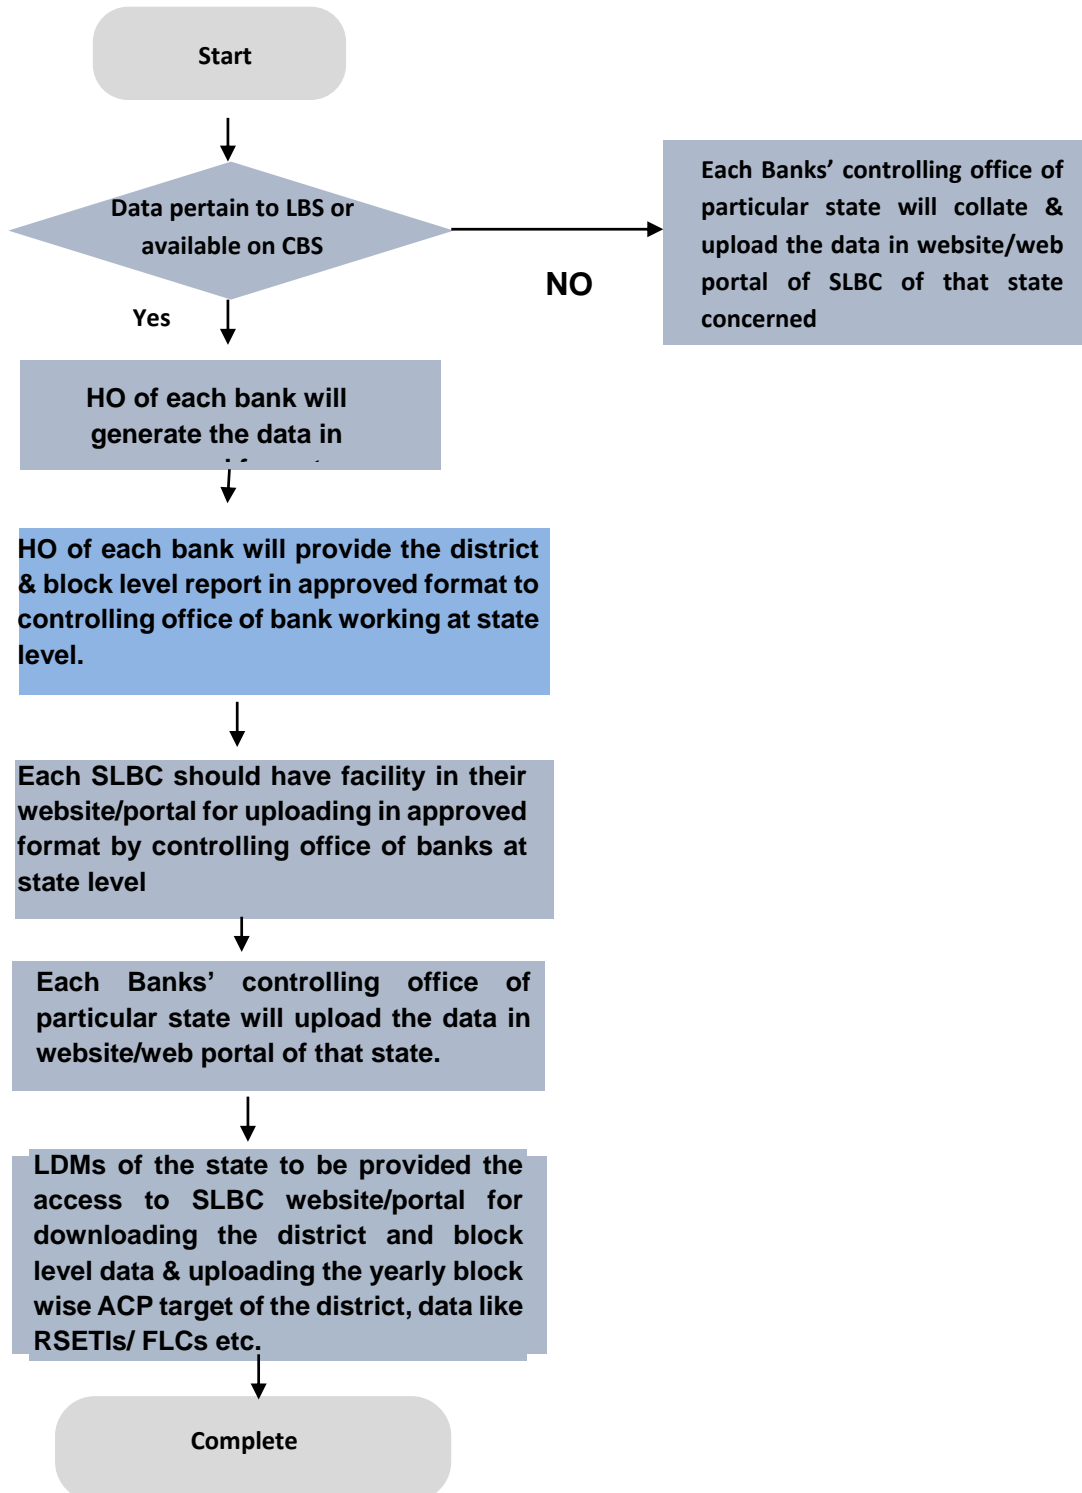 Start
Data pertain to LBS or
available on CBS
NO
Each Banks’ controlling office of
particular state will collate &
upload the data in website/web
portal of SLBC of that state
concerned
Yes
HO of each bank will
generate the data in
HO of each bank will provide the district
& block level report in approved format to
controlling office of bank working at state
level.
Each SLBC should have facility in their
website/portal for uploading in approved
format by controlling office of banks at
state level
Each Banks’ controlling office of
particular state will upload the data in
website/web portal of that state.
LDMs of the state to be provided the
access to SLBC website/portal for
downloading the district and block
level data & uploading the yearly block
wise ACP target of the district, data like
RSETIs/ FLCs etc.
Complete